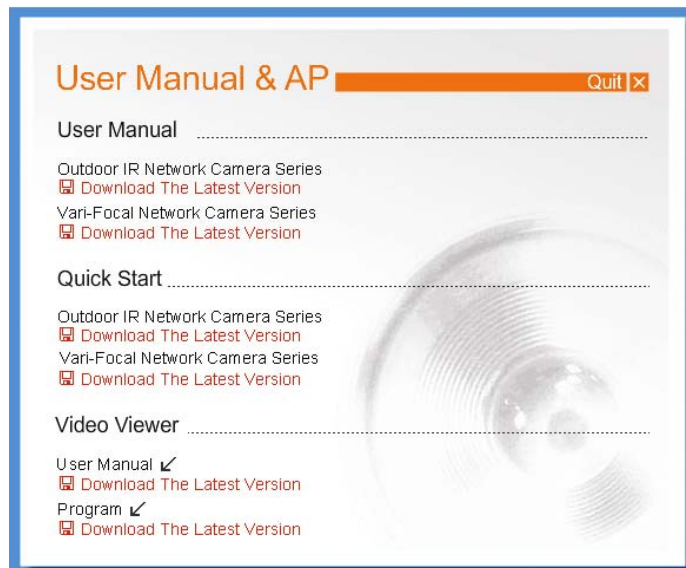 User Manual & AP
Quit
User Manual
Outdoor IR Network Camera Series
Download The Latest Version
Vari-Focal Network Camera Series
Download The Latest Version
Quick Start
Outdoor IR Network Camera Series
Download The Latest Version
Vari-Focal Network Camera Series
Download The Latest Version
Video Viewer
User Manual
Download The Latest Version
Program
Download The Latest Version